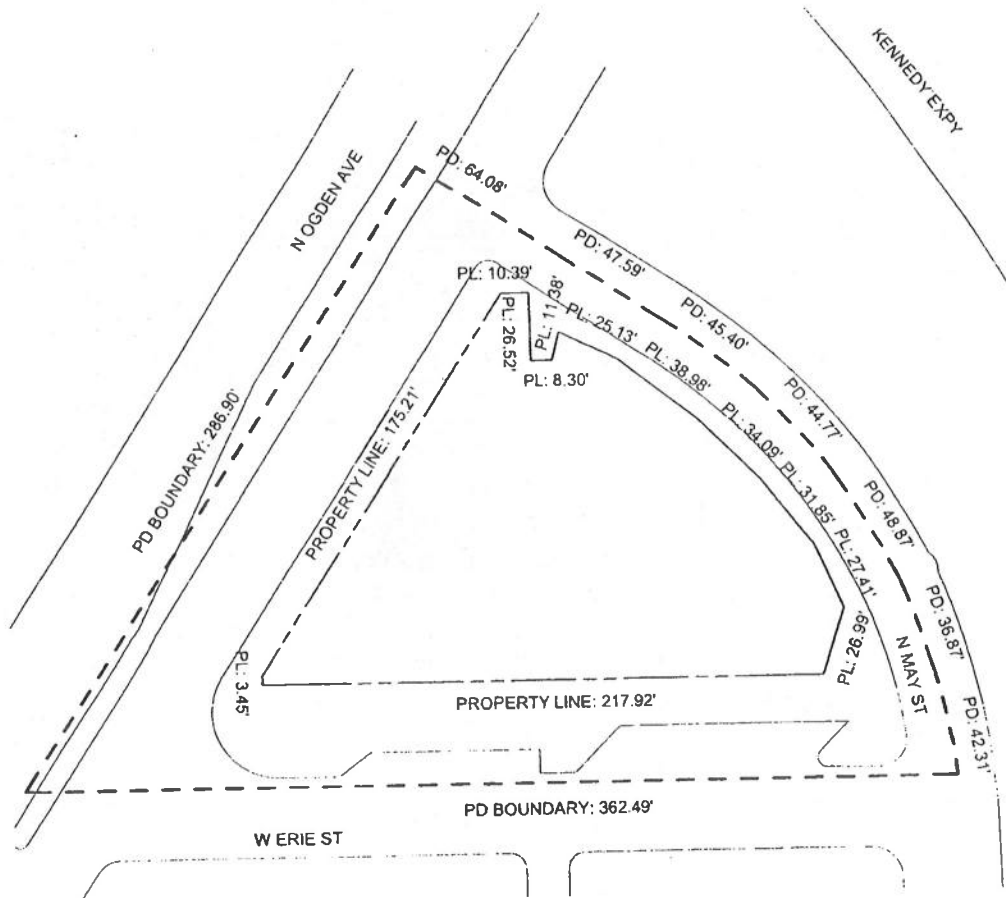 KENNEDY EXPY
N OGDEN AVE
PD: 64.08'
PD: 47.59'
PL: 10.39'
PL: 11.38'
PL: 26.52'
PL: 25.13'
PD: 45.40'
PL: 8.30'
PL: 38.98'
PD: 44.77'
PL: 34.09'
PROPERTY LINE: 175.21'
PD BOUNDARY: 286.90'
PL: 31.85'
PD: 48.87'
PL: 27.41'
PD: 36.87'
PL: 26.99'
N MAY ST
PL: 3.45'
PROPERTY LINE: 217.92'
PD: 42.31'
PD BOUNDARY: 362.49'
W ERIE ST